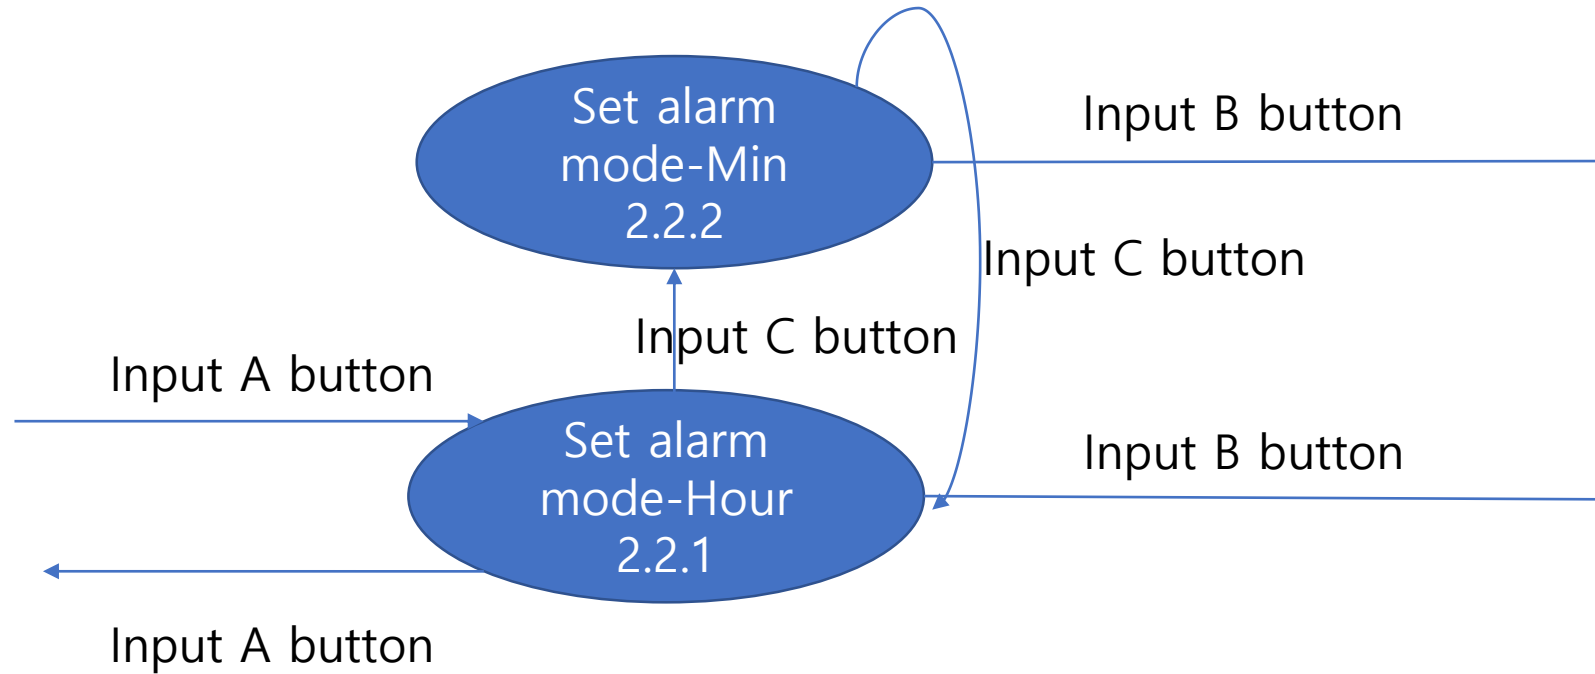 Set alarm
mode-Min
2.2.2
Input B button
Input C button
Input C button
Input A button
Set alarm
mode-Hour
2.2.1
Input B button
Input A button